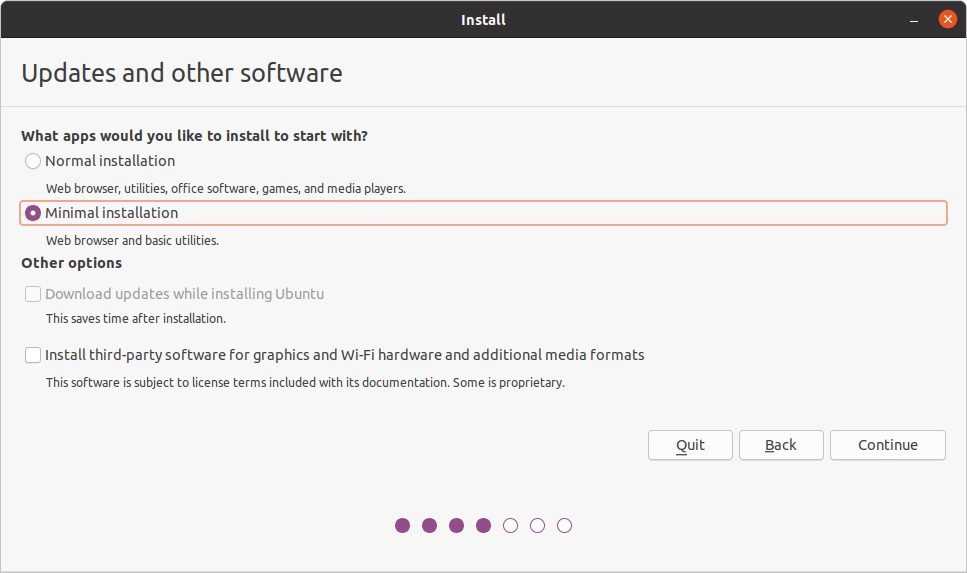 Install
Updates and other software
What apps would you like to install to start with?
Normal installation
Web browser, utilities, office software, games, and media players.
Minimal installation
Web browser and basic utilities.
Other options
Download updates while installing Ubuntu
This saves time after installation.
Install third-party software for graphics and Wi-Fi hardware and additional media formats
This software is subject to license terms included with its documentation. Some is proprietary.
Quit Back Continue